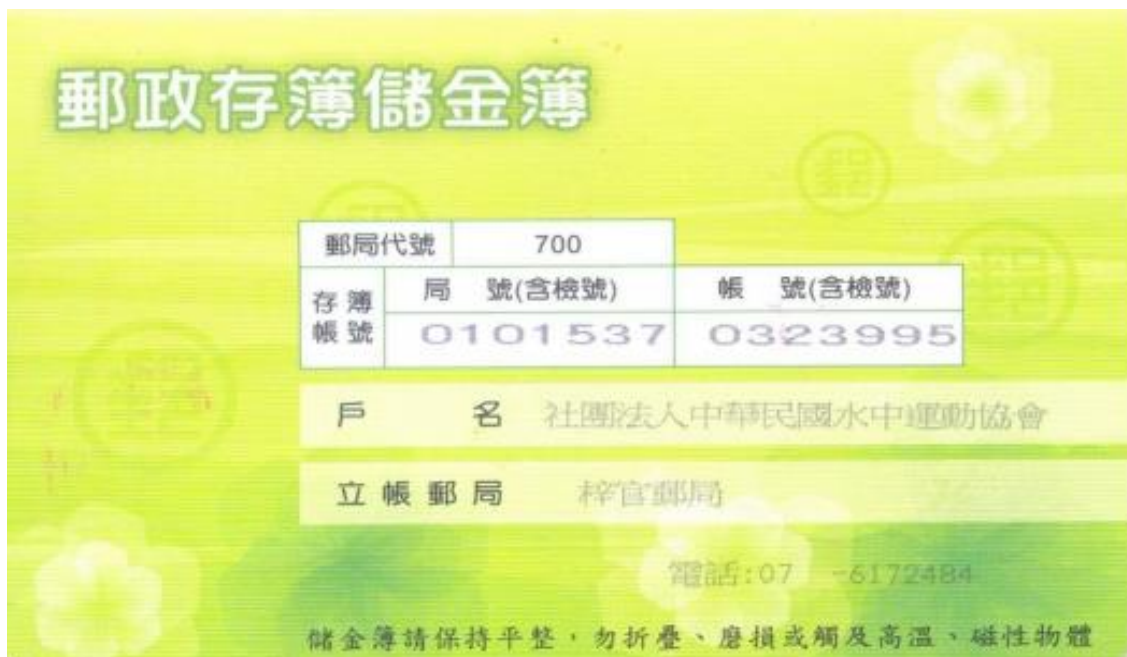 郵政存簿儲金簿
郵局代號 700
存簿帳號 局 號(含檢號) 帳 號(含檢號)
0101537 0323995
戶 名 社團法人中華民國水中運動協會
立帳郵局 梓官郵局
電話:07 -6172484
儲金簿請保持平整，勿折疊、磨損或觸及高溫、磁性物體